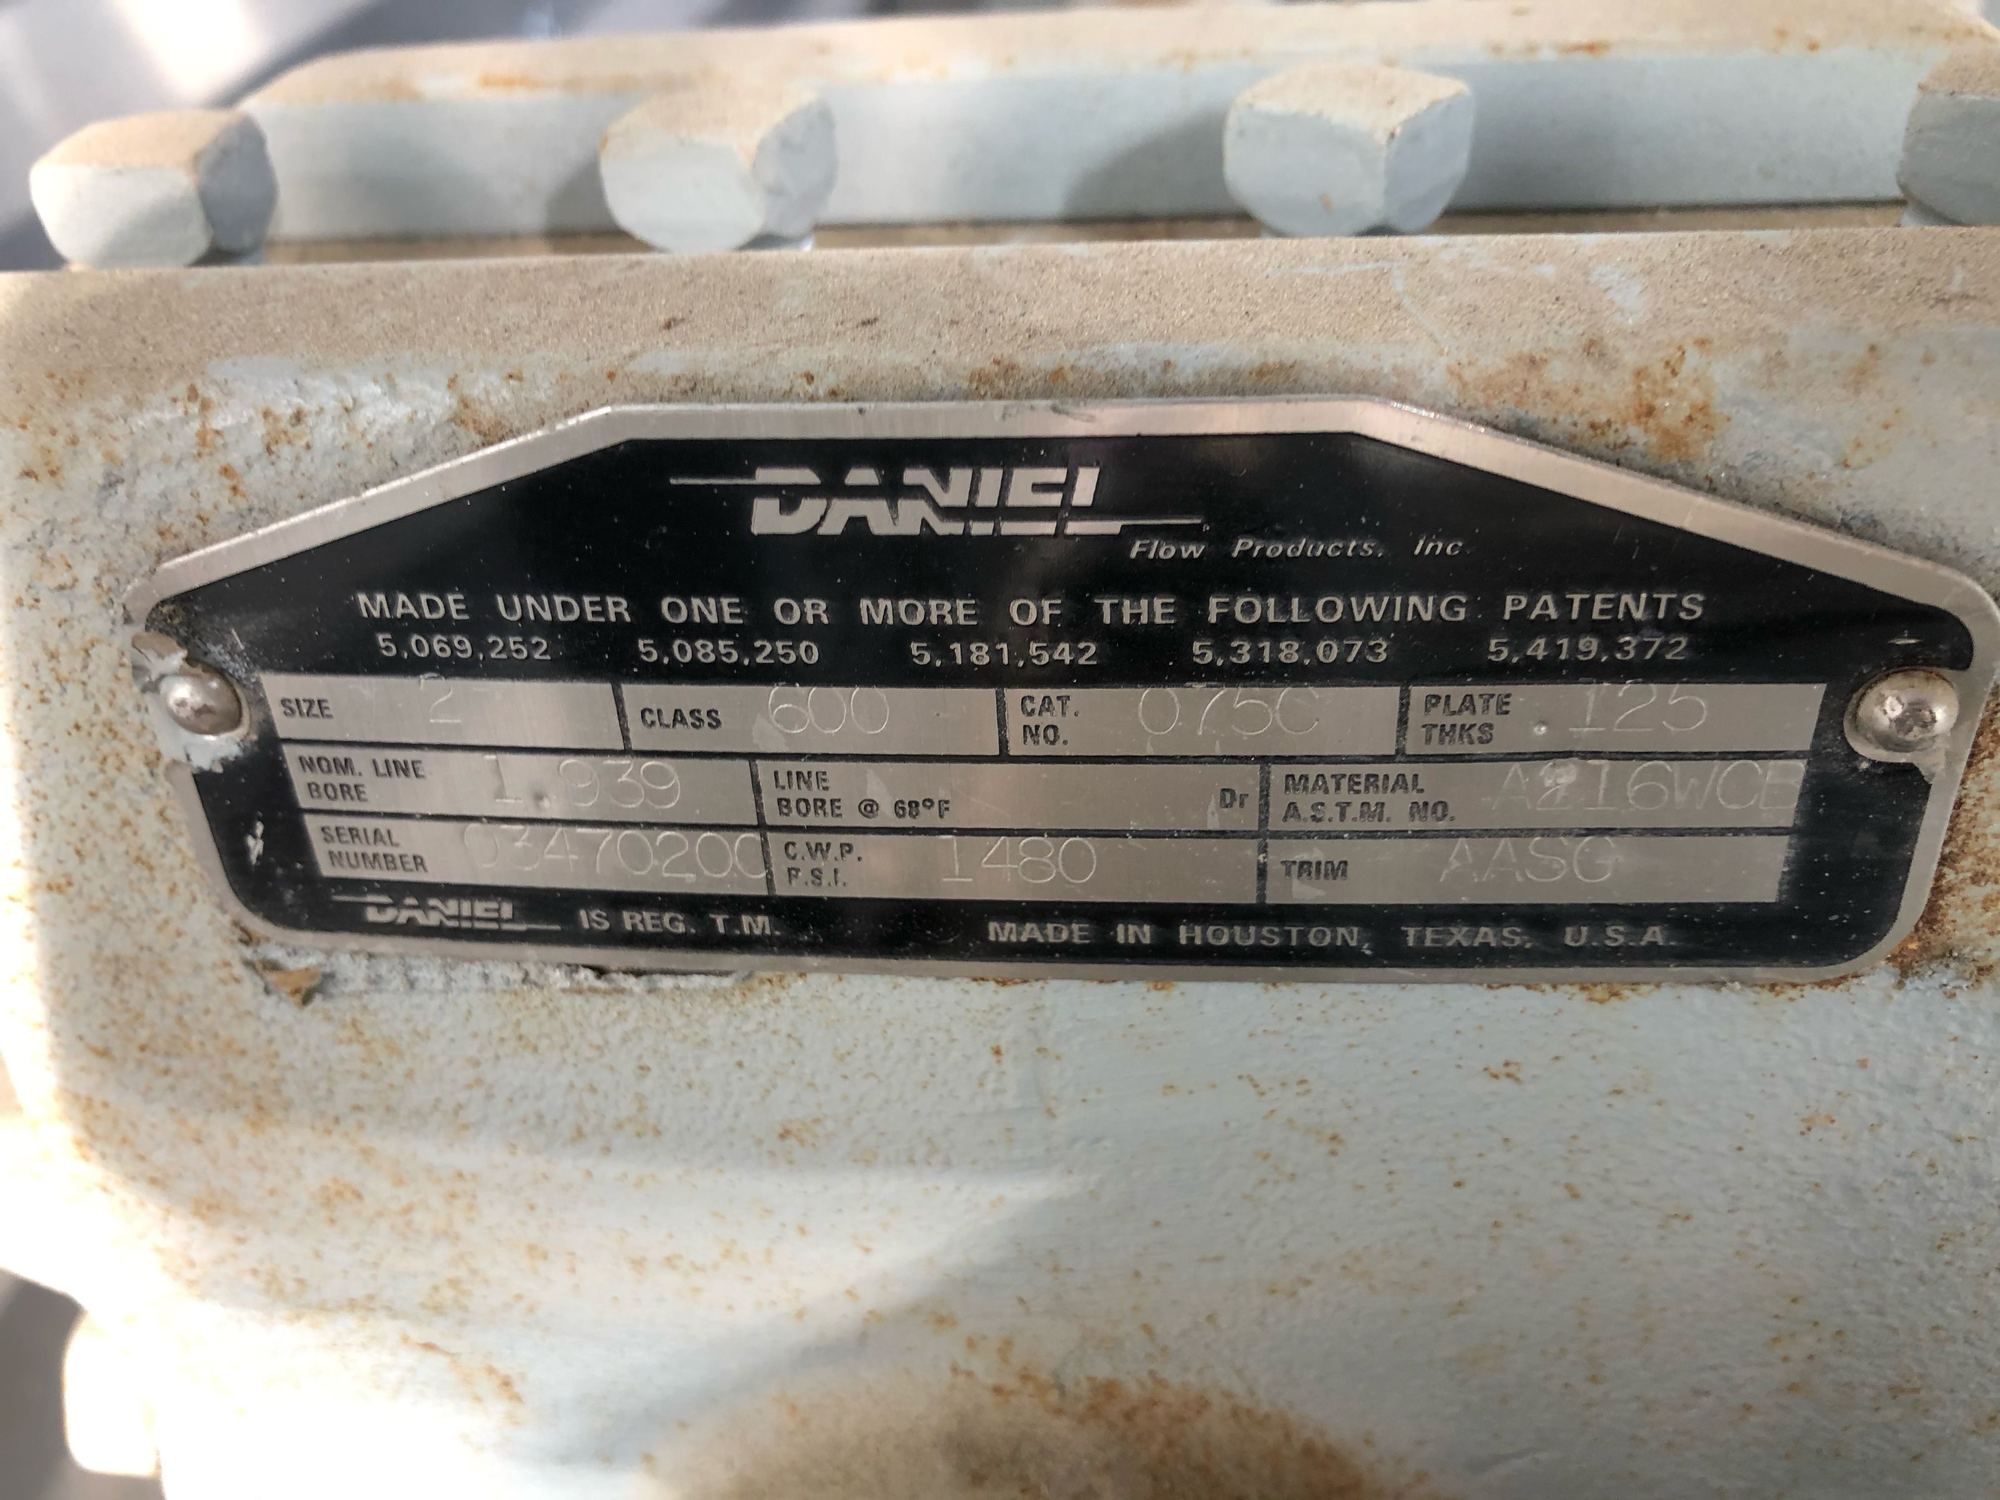 DANIEL
Flow Products, Inc.
MADE UNDER ONE OR MORE OF THE FOLLOWING PATENTS
5,069,252 5,085,250 5,181,542 5,318,073 5,419,372
SIZE 2 CLASS 600 CAT. NO. 075C PLATE THKS .125
NOM. LINE BORE 1.939 LINE BORE @ 68°F Dr MATERIAL A.S.T.M. NO. A216WCB
SERIAL NUMBER 03470200 C.W.P. P.S.I. 1480 TRIM AASG
DANIEL IS REG. T.M. MADE IN HOUSTON, TEXAS, U.S.A.